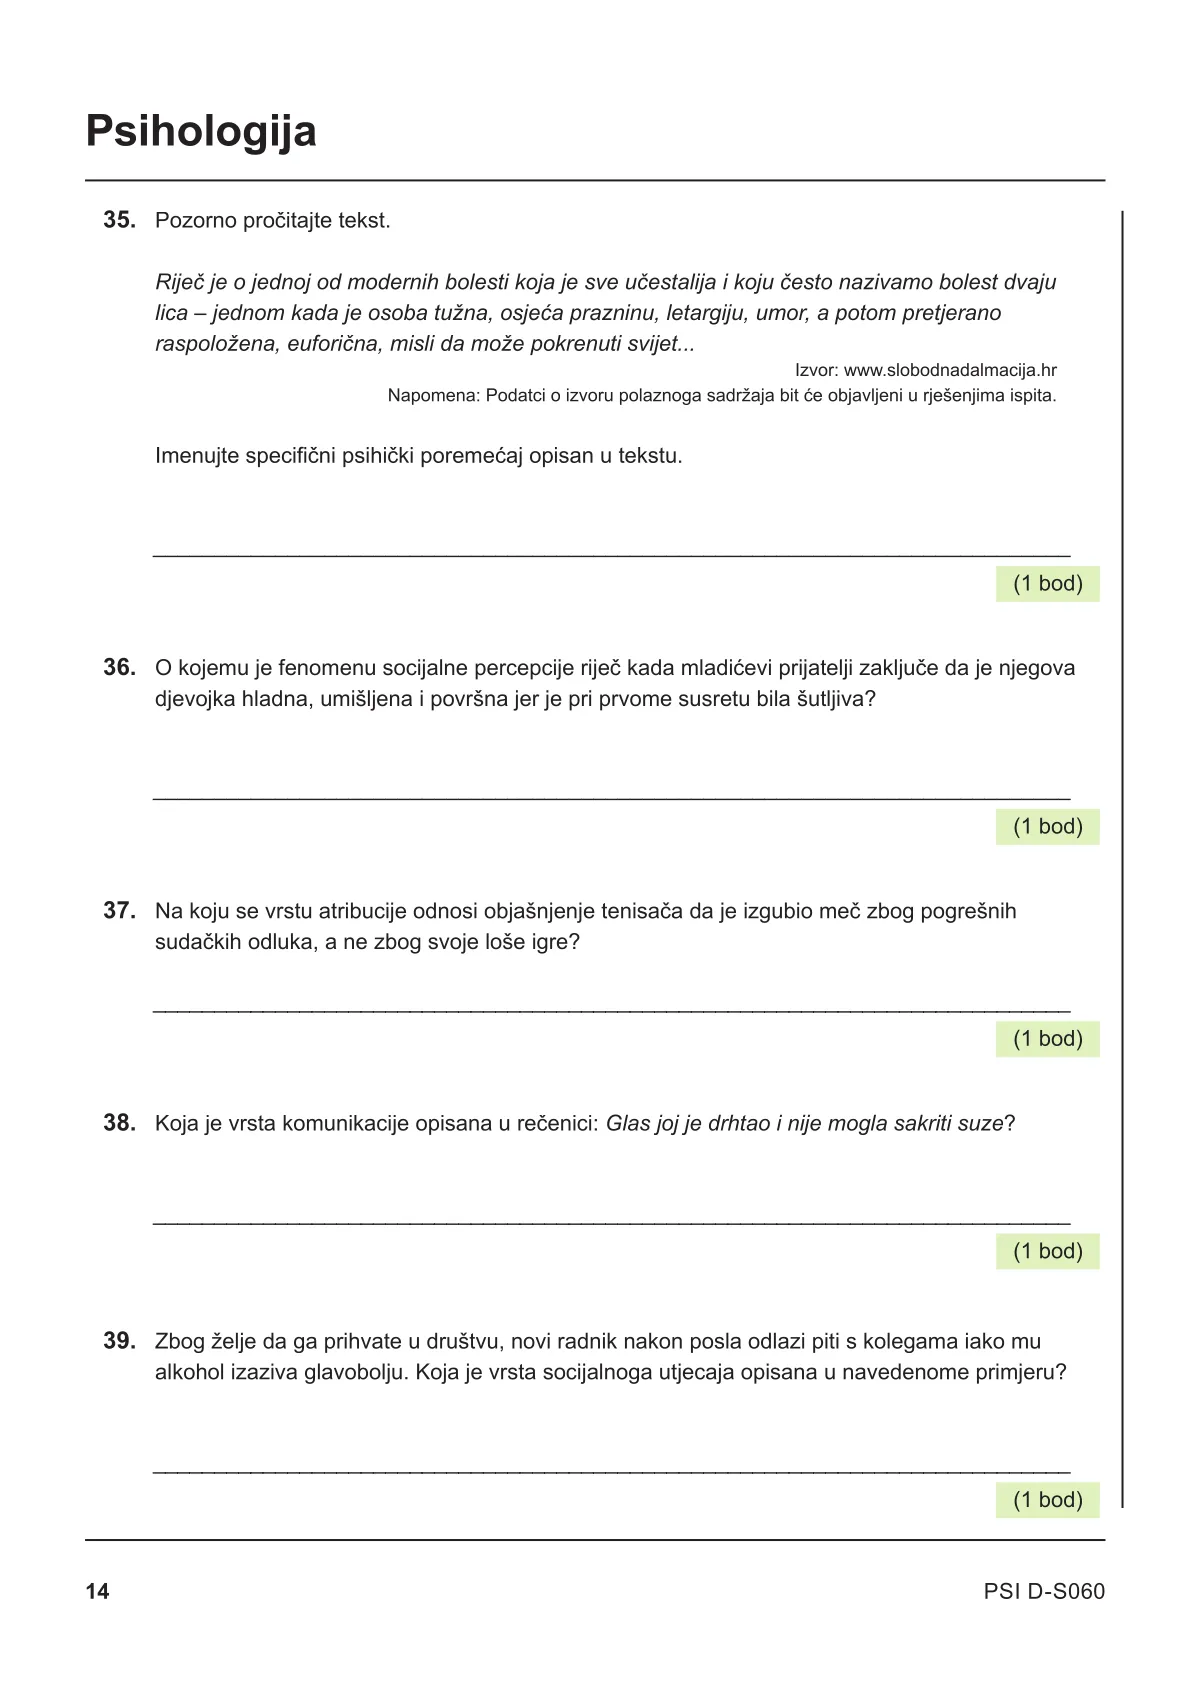 Psihologija
35. Pozorno pročitajte tekst.
Riječ je o jednoj od modernih bolesti koja je sve učestalija i koju često nazivamo bolest dvaju
lica – jednom kada je osoba tužna, osjeća prazninu, letargiju, umor, a potom pretjerano
raspoložena, euforična, misli da može pokrenuti svijet...
Izvor: www.slobodnadalmacija.hr
Napomena: Podatci o izvoru polaznoga sadržaja bit će objavljeni u rješenjima ispita.
Imenujte specifični psihički poremećaj opisan u tekstu.
(1 bod)
36. O kojemu je fenomenu socijalne percepcije riječ kada mladićevi prijatelji zaključe da je njegova
djevojka hladna, umišljena i površna jer je pri prvome susretu bila šutljiva?
(1 bod)
37. Na koju se vrstu atribucije odnosi objašnjenje tenisača da je izgubio meč zbog pogrešnih
sudačkih odluka, a ne zbog svoje loše igre?
(1 bod)
38. Koja je vrsta komunikacije opisana u rečenici: Glas joj je drhtao i nije mogla sakriti suze?
(1 bod)
39. Zbog želje da ga prihvate u društvu, novi radnik nakon posla odlazi piti s kolegama iako mu
alkohol izaziva glavobolju. Koja je vrsta socijalnoga utjecaja opisana u navedenome primjeru?
(1 bod)
14
PSI D-S060